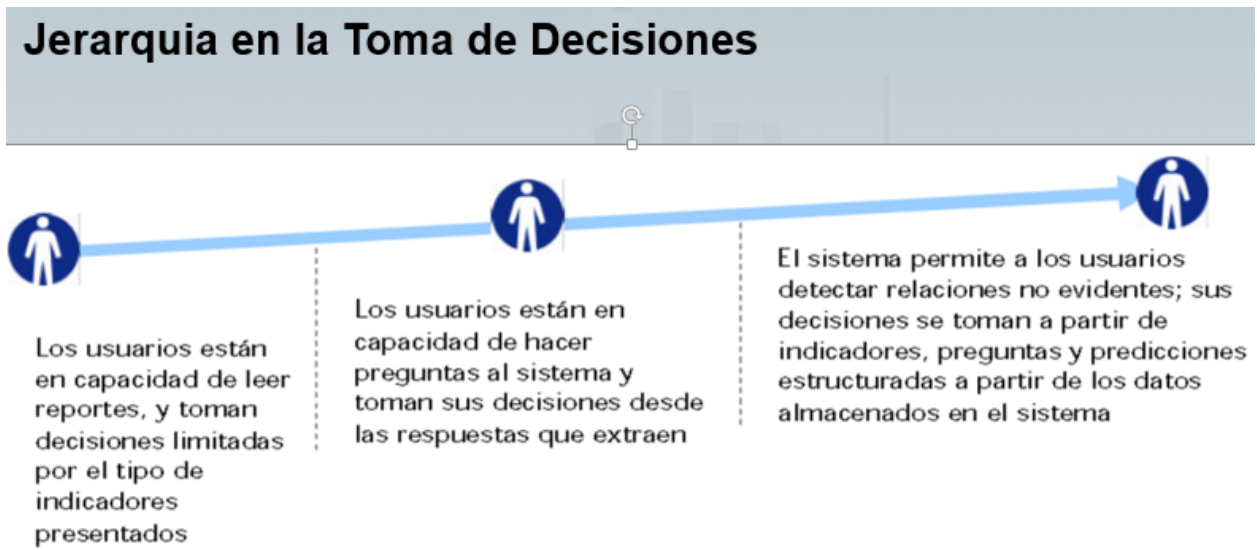 Jerarquia en la Toma de Decisiones
Los usuarios están
en capacidad de leer
reportes, y toman
decisiones limitadas
por el tipo de
indicadores
presentados
Los usuarios están en
capacidad de hacer
preguntas al sistema y
toman sus decisiones desde
las respuestas que extraen
El sistema permite a los usuarios
detectar relaciones no evidentes; sus
decisiones se toman a partir de
indicadores, preguntas y predicciones
estructuradas a partir de los datos
almacenados en el sistema